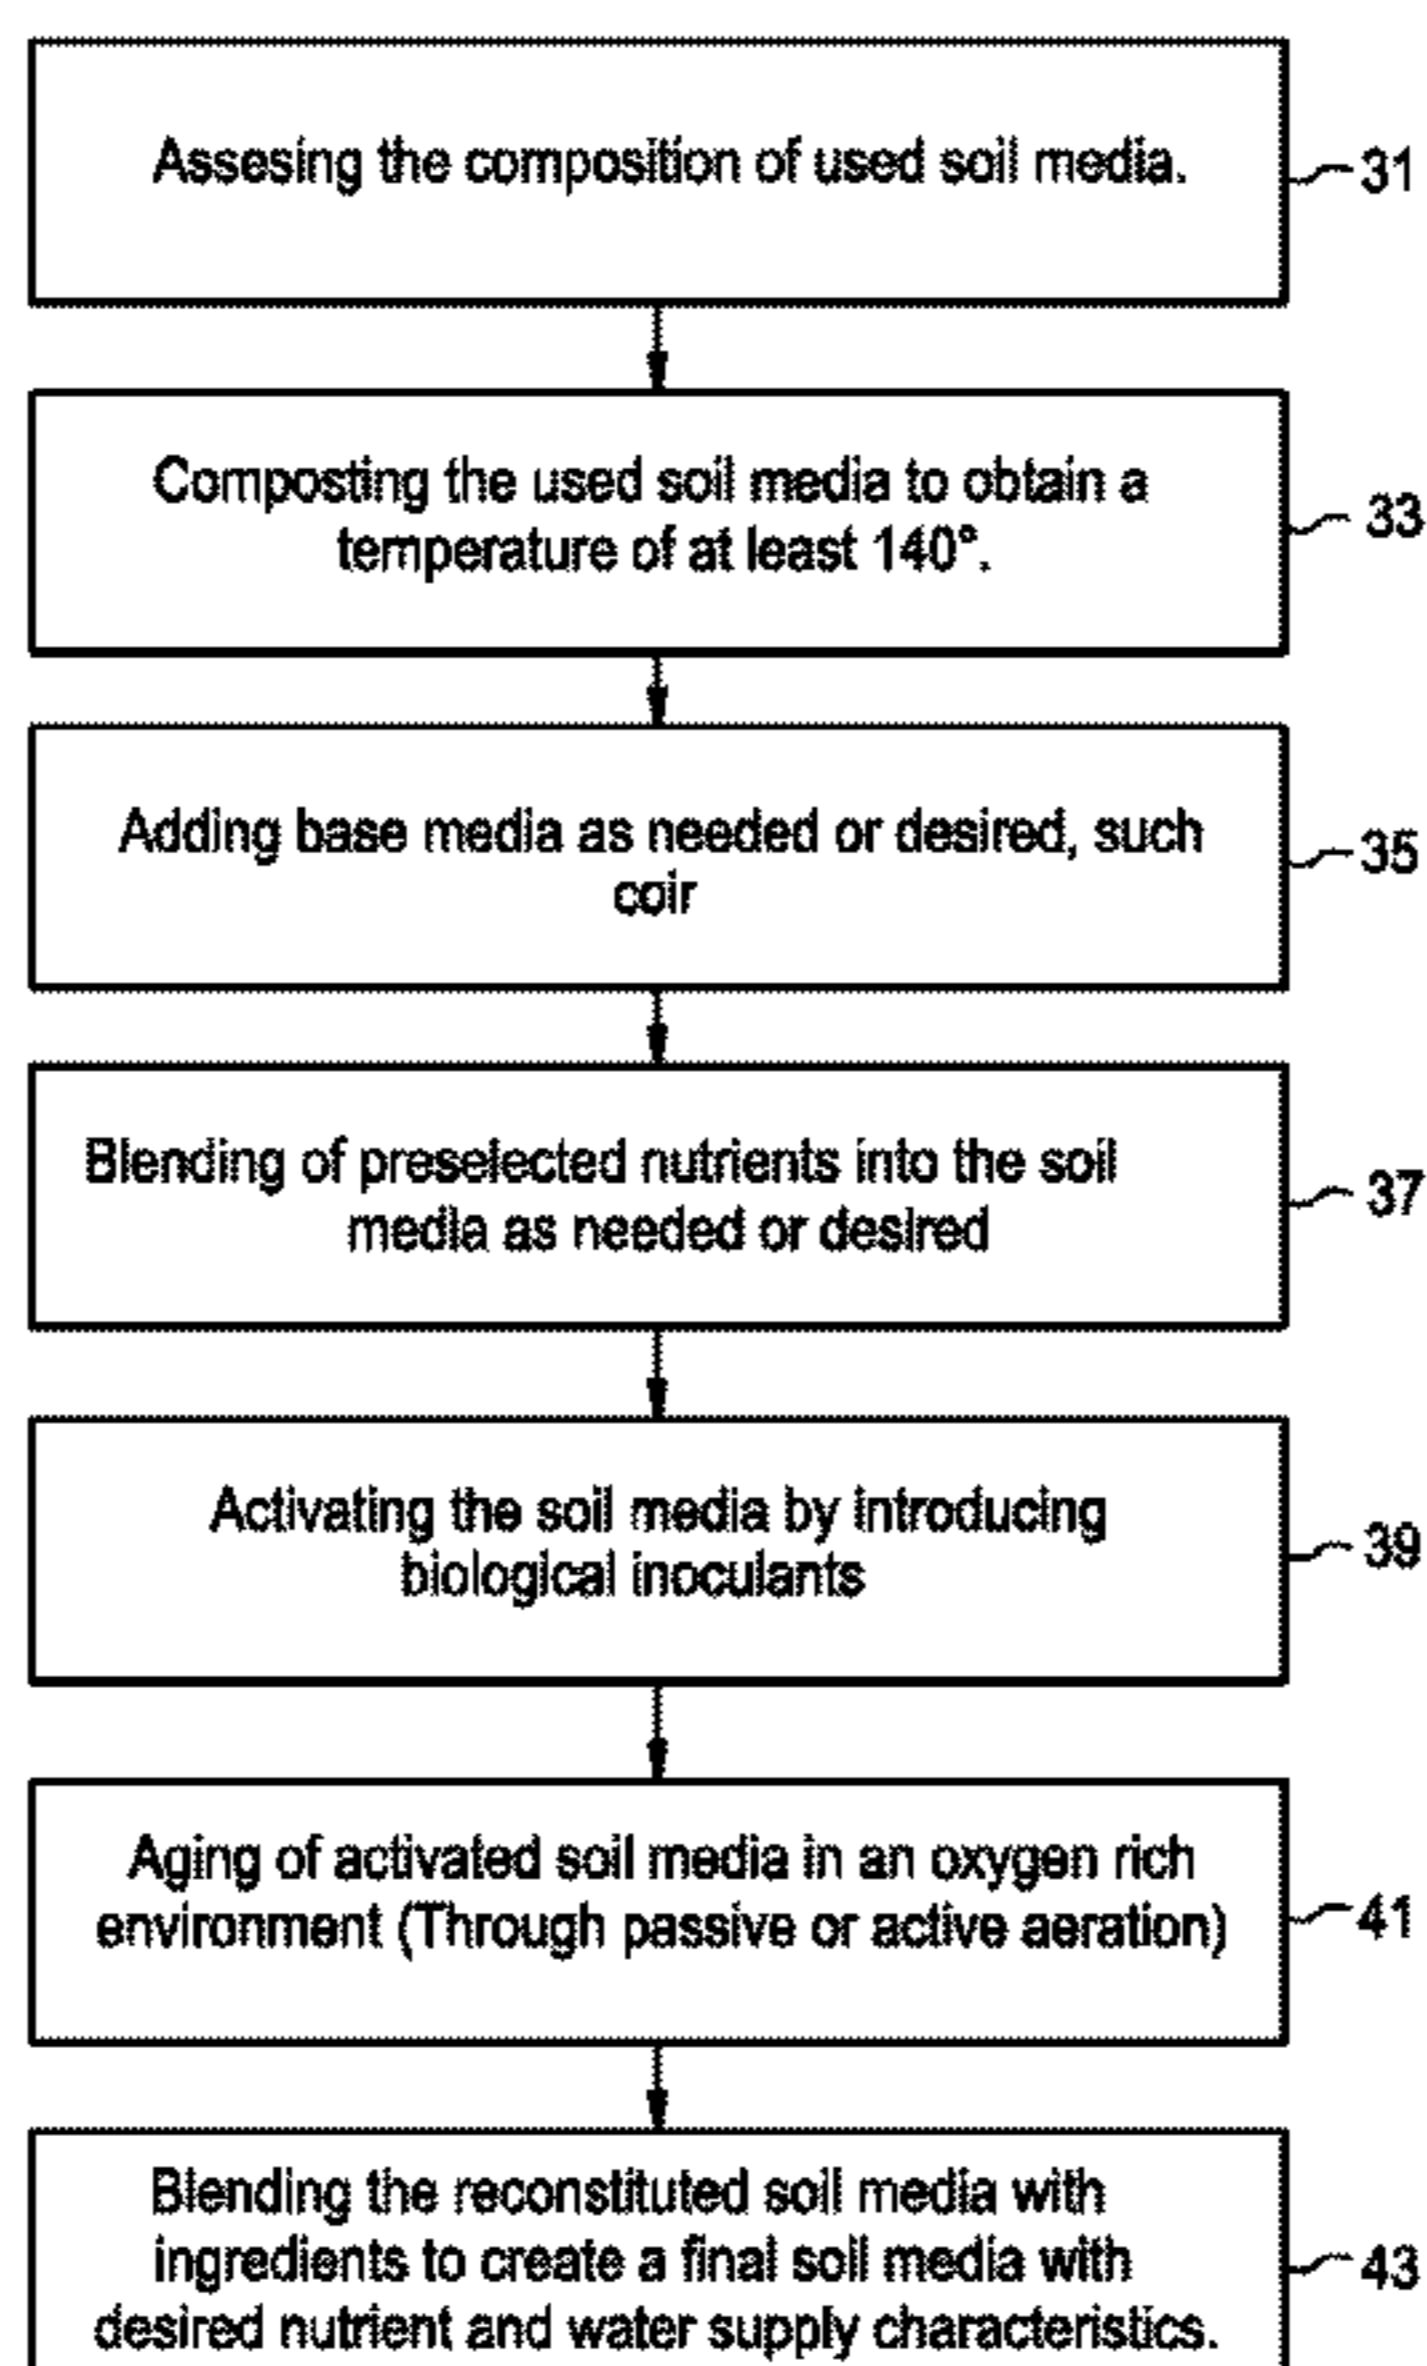 Assesing the composition of used soil media.
31
Composting the used soil media to obtain a
temperature of at least 140°.
33
Adding base media as needed or desired, such
coir
35
Blending of preselected nutrients into the soil
media as needed or desired
37
Activating the soil media by introducing
biological inoculants
39
Aging of activated soil media in an oxygen rich
environment (Through passive or active aeration)
41
Blending the reconstituted soil media with
ingredients to create a final soil media with
desired nutrient and water supply characteristics.
43